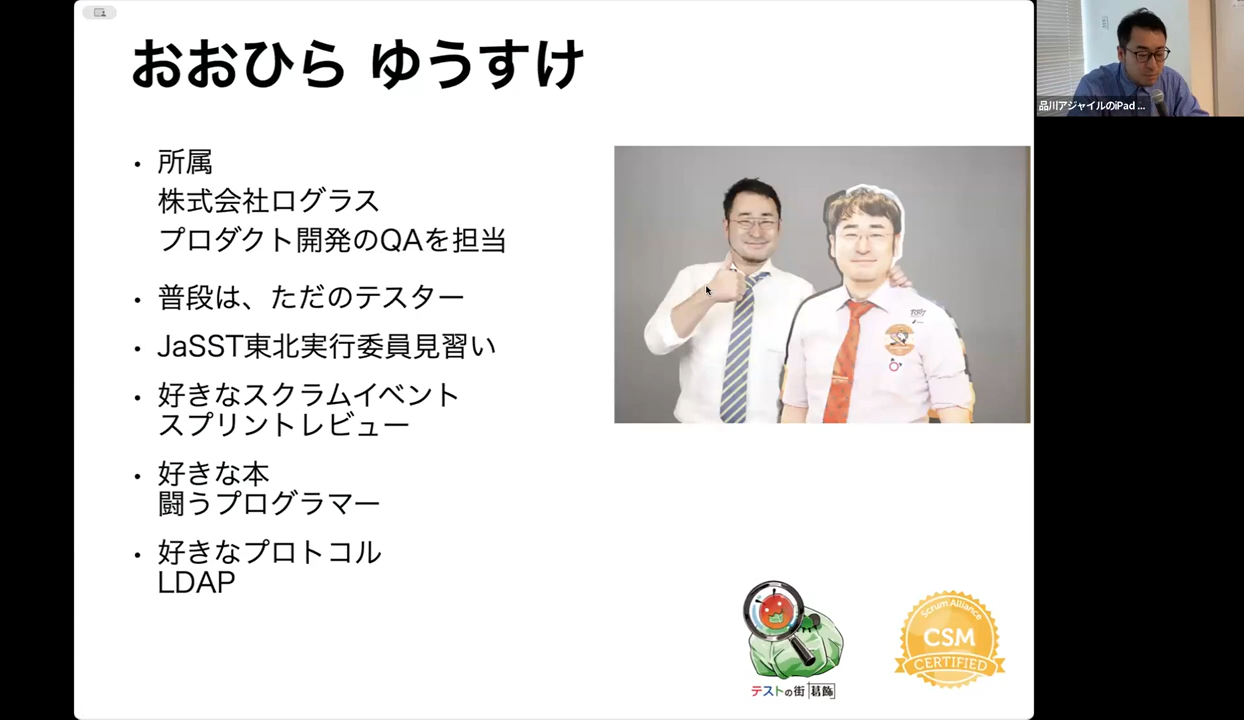 おおひら ゆうすけ
品川アジャイルのiPad ...
・ 所属
株式会社ログラス
プロダクト開発のQAを担当
・ 普段は、ただのテスター
・ JaSST東北実行委員見習い
・ 好きなスクラムイベント
スプリントレビュー
・ 好きな本
闘うプログラマー
・ 好きなプロトコル
LDAP
テストの街 葛飾
Scrum Alliance
CSM
CERTIFIED